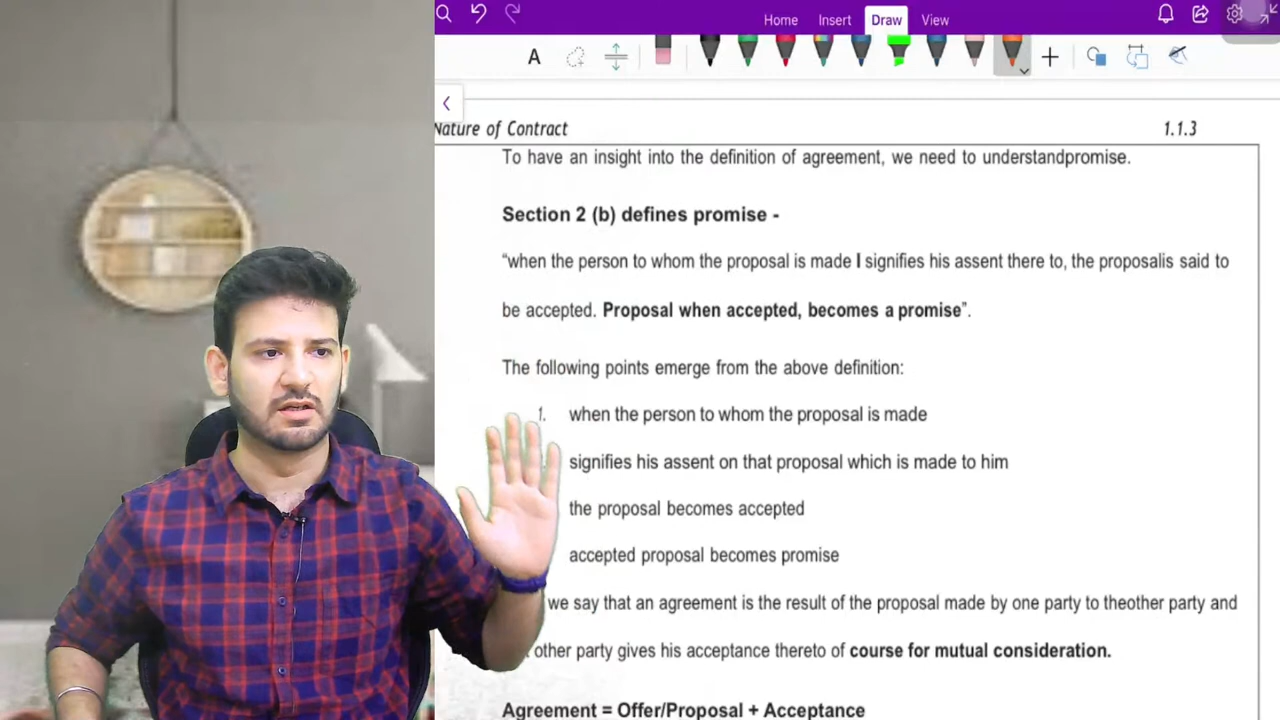 Home Insert Draw View
A
Nature of Contract 1.1.3
To have an insight into the definition of agreement, we need to understandpromise.
Section 2 (b) defines promise -
“when the person to whom the proposal is made I signifies his assent there to, the proposalis said to
be accepted. Proposal when accepted, becomes a promise”.
The following points emerge from the above definition:
1. when the person to whom the proposal is made
signifies his assent on that proposal which is made to him
the proposal becomes accepted
accepted proposal becomes promise
we say that an agreement is the result of the proposal made by one party to theother party and
other party gives his acceptance thereto of course for mutual consideration.
Agreement = Offer/Proposal + Acceptance